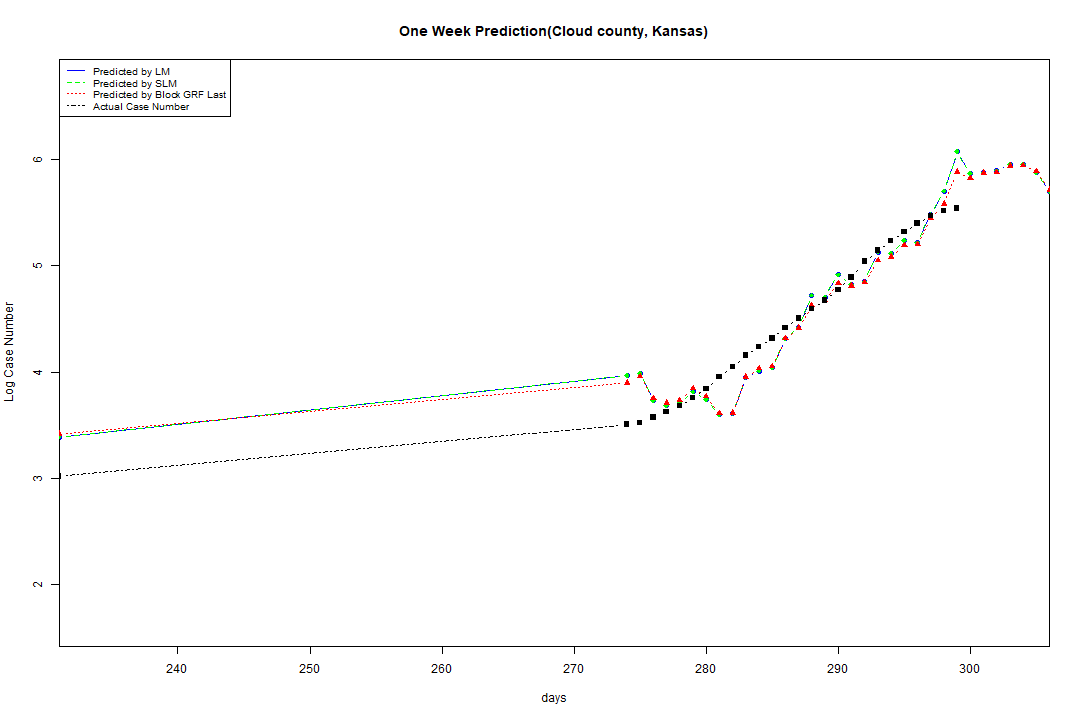 One Week Prediction(Cloud county, Kansas)
Predicted by LM
Predicted by SLM
Predicted by Block GRF Last
Actual Case Number
Log Case Number
6
5
4
3
2
240 250 260 270 280 290 300
days